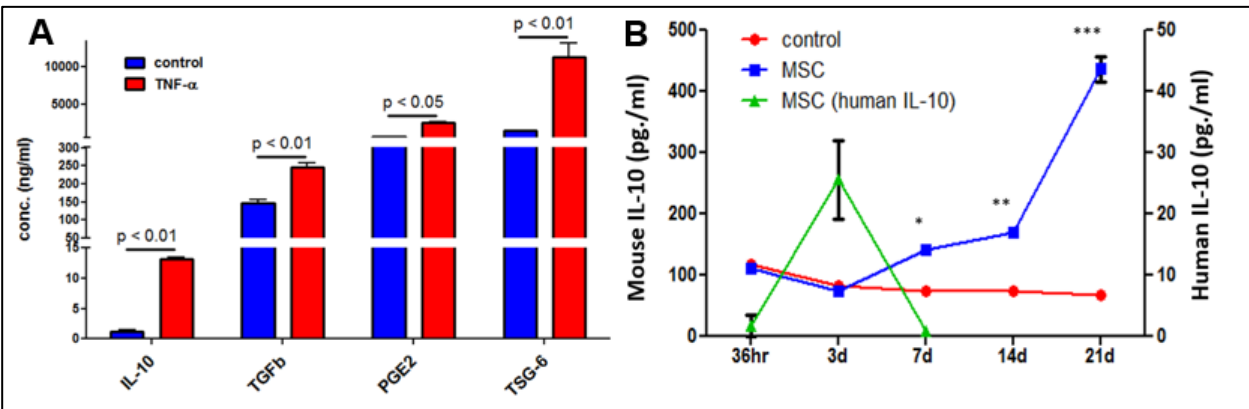 A
p < 0.01
control
TNF-α
p < 0.05
p < 0.01
p < 0.01
p < 0.01
conc. (ng/ml)
10000
5000
300
250
200
150
100
50
15
10
5
0
IL-10
TGFb
PGE2
TSG-6
B
control
MSC
MSC (human IL-10)
*
**
***
Mouse IL-10 (pg./ml)
500
400
300
200
100
0
36hr
3d
7d
14d
21d
50
40
30
20
10
0
Human IL-10 (pg./ml)